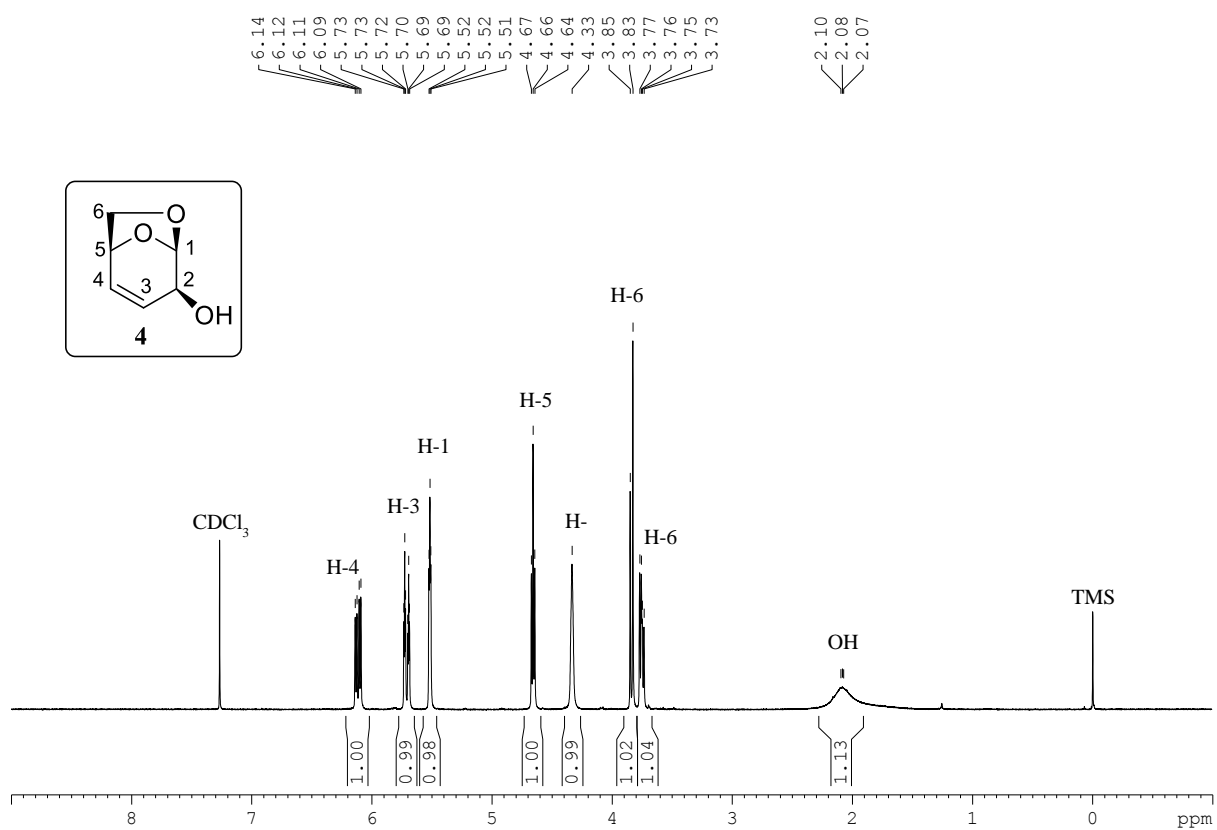 6.14
6.12
6.11
6.09
5.73
5.73
5.72
5.70
5.69
5.69
5.52
5.52
5.51
4.67
4.66
4.64
4.33
3.85
3.83
3.77
3.76
3.75
3.73
2.10
2.08
2.07
6
O
O
5
1
4
3
2
OH
4
H-6
H-5
H-1
H-3
H-
CDCl3
H-6
H-4
TMS
OH
1.00
0.99
0.98
1.00
0.99
1.02
1.04
1.13
8 7 6 5 4 3 2 1 0 ppm